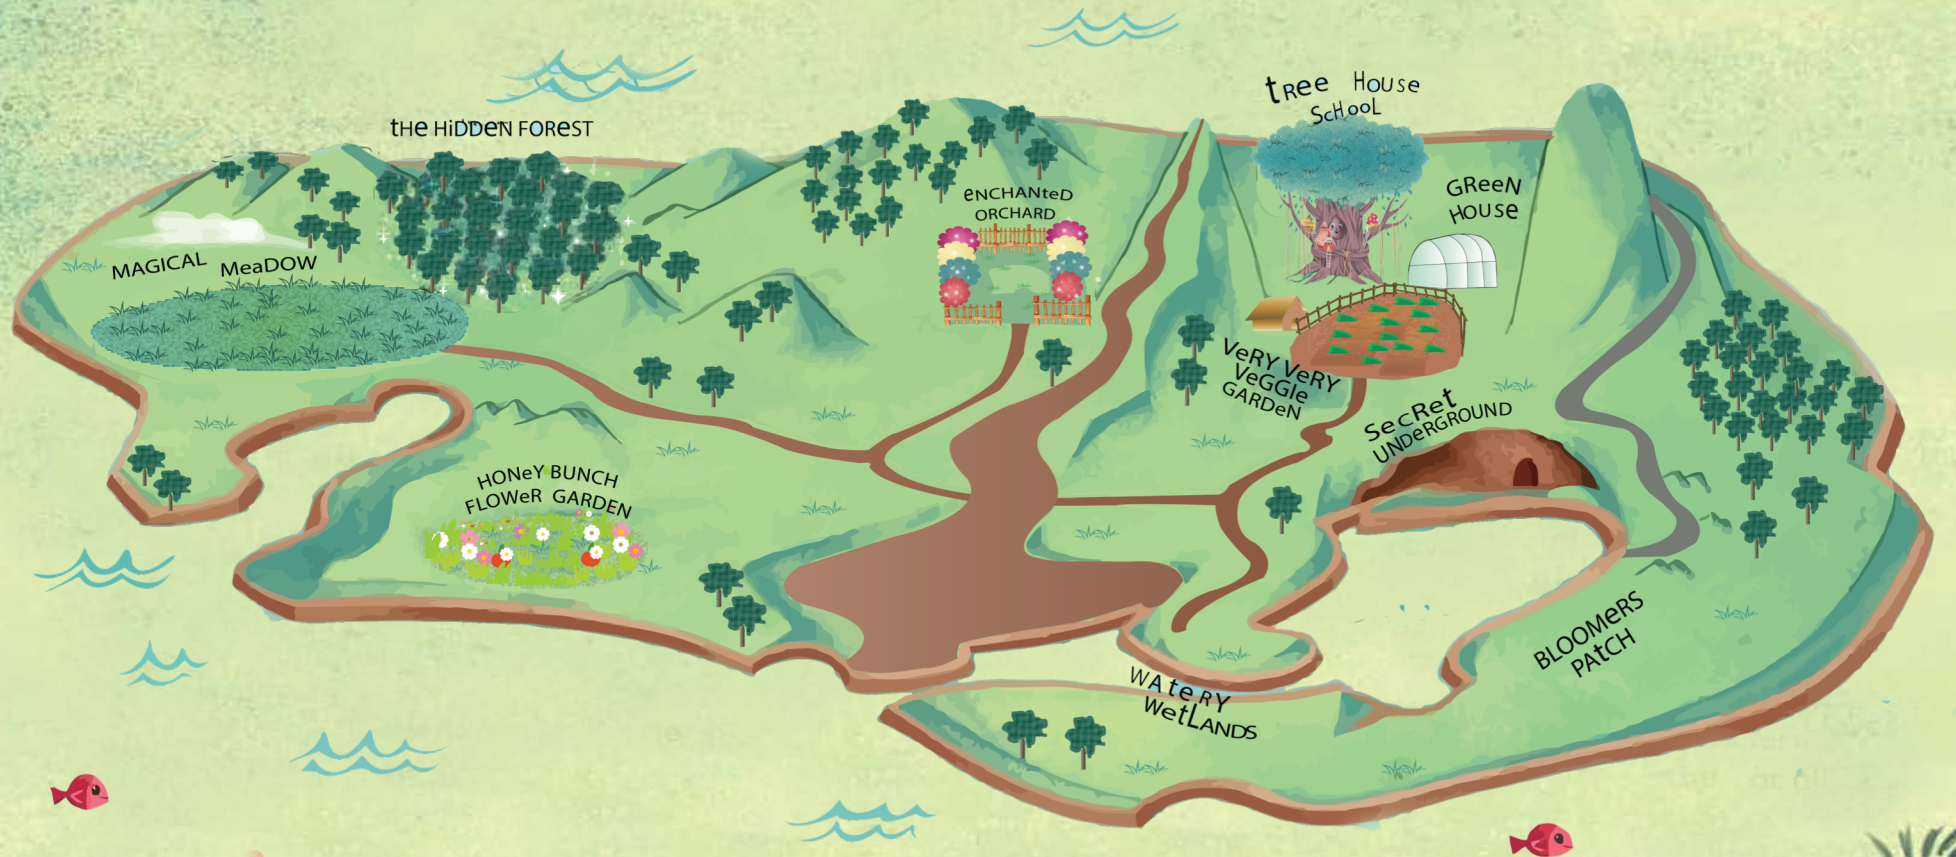 tRee House
ScHooL
tHe HiDDeN FOReST
eNCHANteD
ORCHARD
GReeN
HOUSe
MAGICAL MeaDOW
VeRY VeRY
VeGGIe
GARDeN
SecRet
UNDeRGROUND
HONeY BUNCH
FLOWeR GARDEN
BLOOMeRS
PAtCH
WAteRY
WetLANDS